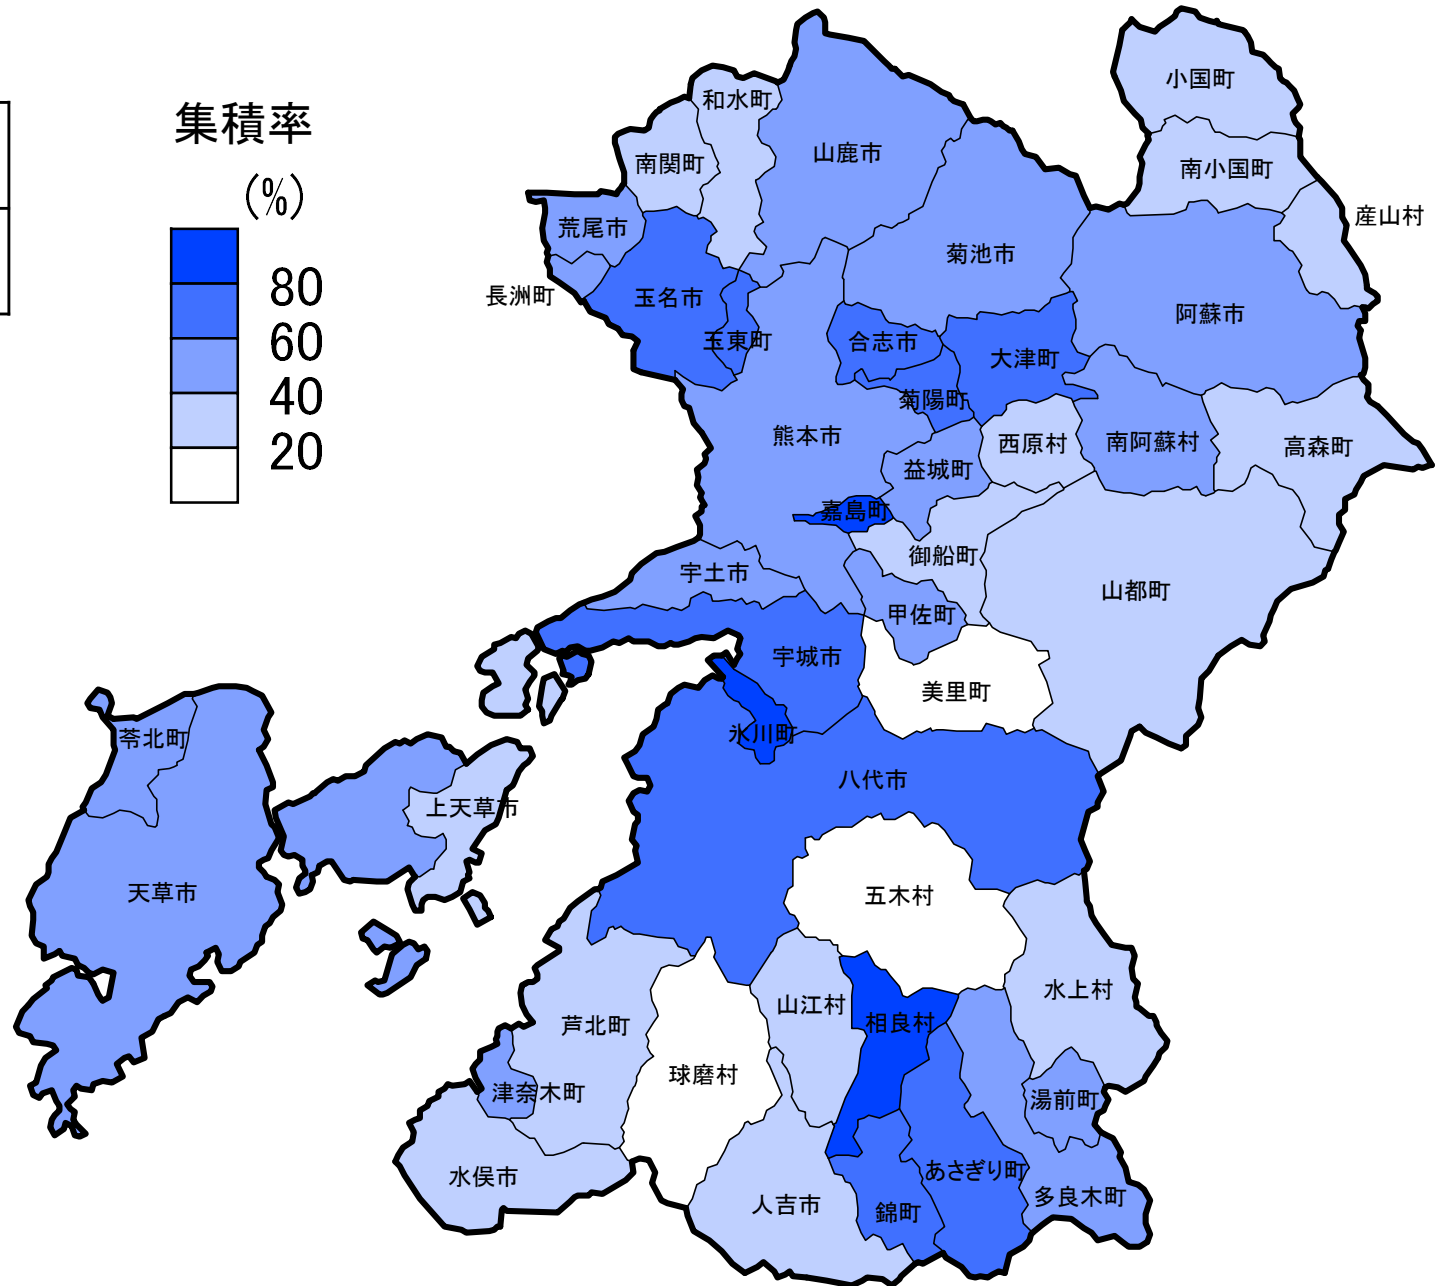 集積率
(%)
80
60
40
20
小国町
和水町
山鹿市
南関町
南小国町
産山村
荒尾市
菊池市
長洲町
玉名市
阿蘇市
玉東町
合志市
大津町
菊陽町
熊本市
西原村
南阿蘇村
高森町
益城町
嘉島町
御船町
宇土市
山都町
甲佐町
宇城市
美里町
苓北町
氷川町
八代市
上天草市
天草市
五木村
水上村
山江村
相良村
芦北町
球磨村
津奈木町
湯前町
水俣市
あさぎり町
多良木町
人吉市
錦町